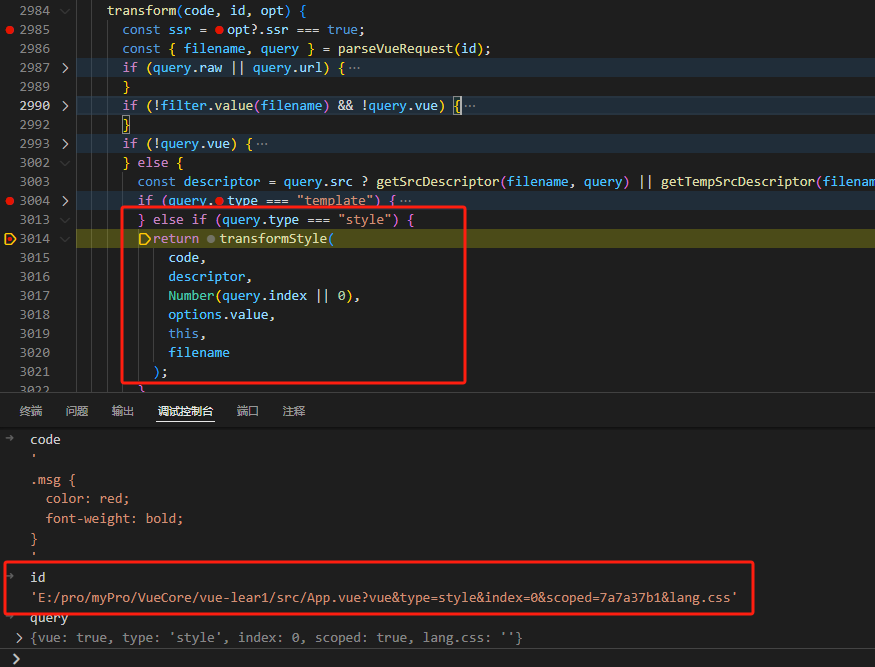 2984 transform(code, id, opt) {
2985 const ssr = opt?.ssr === true;
2986 const { filename, query } = parseVueRequest(id);
2987 if (query.raw || query.url) { ···
2989 }
2990 if (!filter.value(filename) && !query.vue) { ···
2992 }
2993 if (!query.vue) { ···
3002 } else {
3003 const descriptor = query.src ? getSrcDescriptor(filename, query) || getTempSrcDescriptor(filenam
3004 if (query.type === "template") { ···
3013 } else if (query.type === "style") {
3014 return transformStyle(
3015 code,
3016 descriptor,
3017 Number(query.index || 0),
3018 options.value,
3019 this,
3020 filename
3021 );
3022 }
终端 问题 输出 调试控制台 端口 注释
code
'
.msg {
color: red;
font-weight: bold;
}
'
id
'E:/pro/myPro/VueCore/vue-lear1/src/App.vue?vue&type=style&index=0&scoped=7a7a37b1&lang.css'
query
{vue: true, type: 'style', index: 0, scoped: true, lang.css: ''}